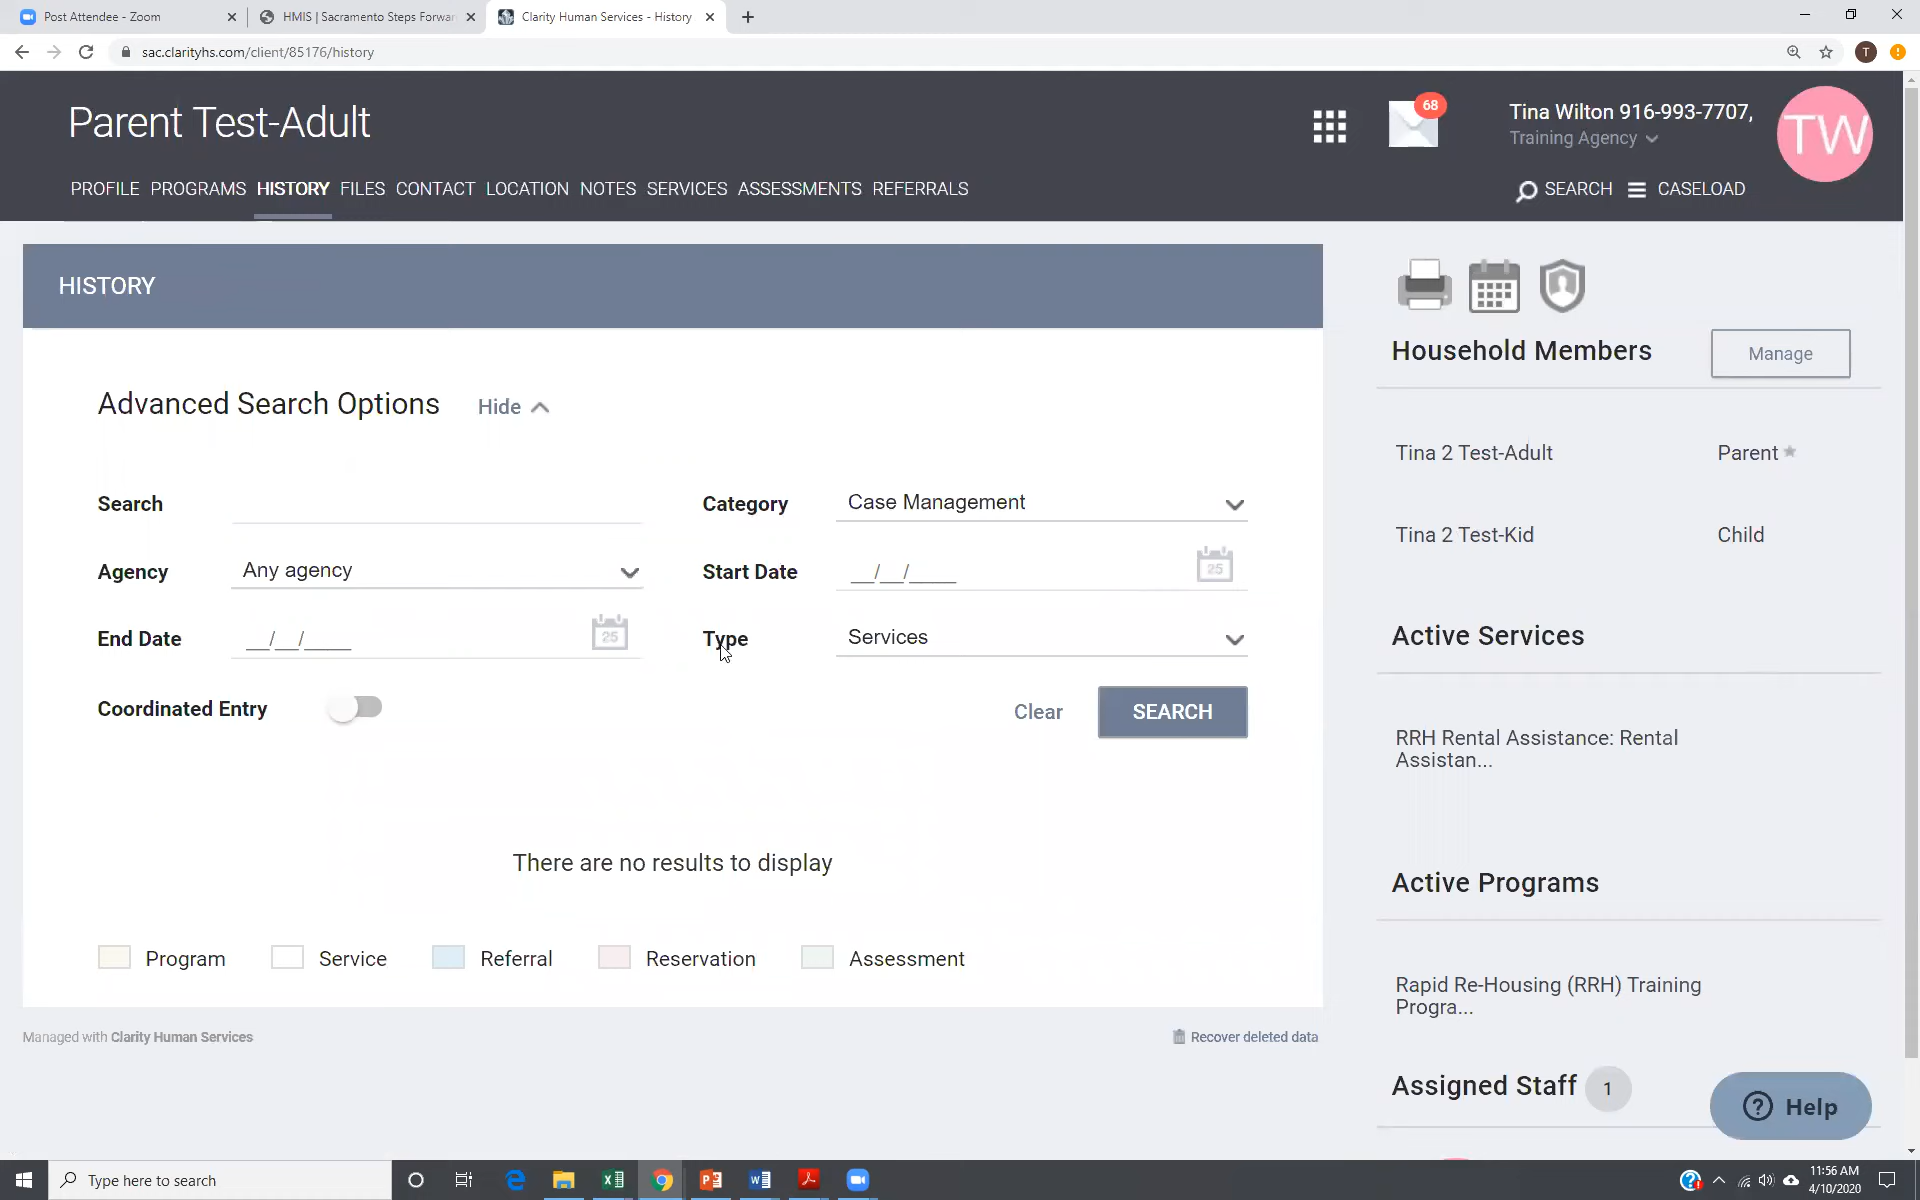 Post Attendee - Zoom
HMIS | Sacramento Steps Forwar
Clarity Human Services - History
sac.clarityhs.com/client/85176/history
T
Parent Test-Adult
68
Tina Wilton 916-993-7707,
Training Agency
TW
PROFILE PROGRAMS HISTORY FILES CONTACT LOCATION NOTES SERVICES ASSESSMENTS REFERRALS
SEARCH CASELOAD
HISTORY
Advanced Search Options Hide
Search
Category Case Management
Agency Any agency
Start Date __/__/____
25
End Date __/__/____
25
Type Services
Coordinated Entry
Clear SEARCH
There are no results to display
Program Service Referral Reservation Assessment
Managed with Clarity Human Services
Recover deleted data
Household Members Manage
Tina 2 Test-Adult Parent
Tina 2 Test-Kid Child
Active Services
RRH Rental Assistance: Rental
Assistan...
Active Programs
Rapid Re-Housing (RRH) Training
Progra...
Assigned Staff 1
? Help
Type here to search
11:56 AM
4/10/2020